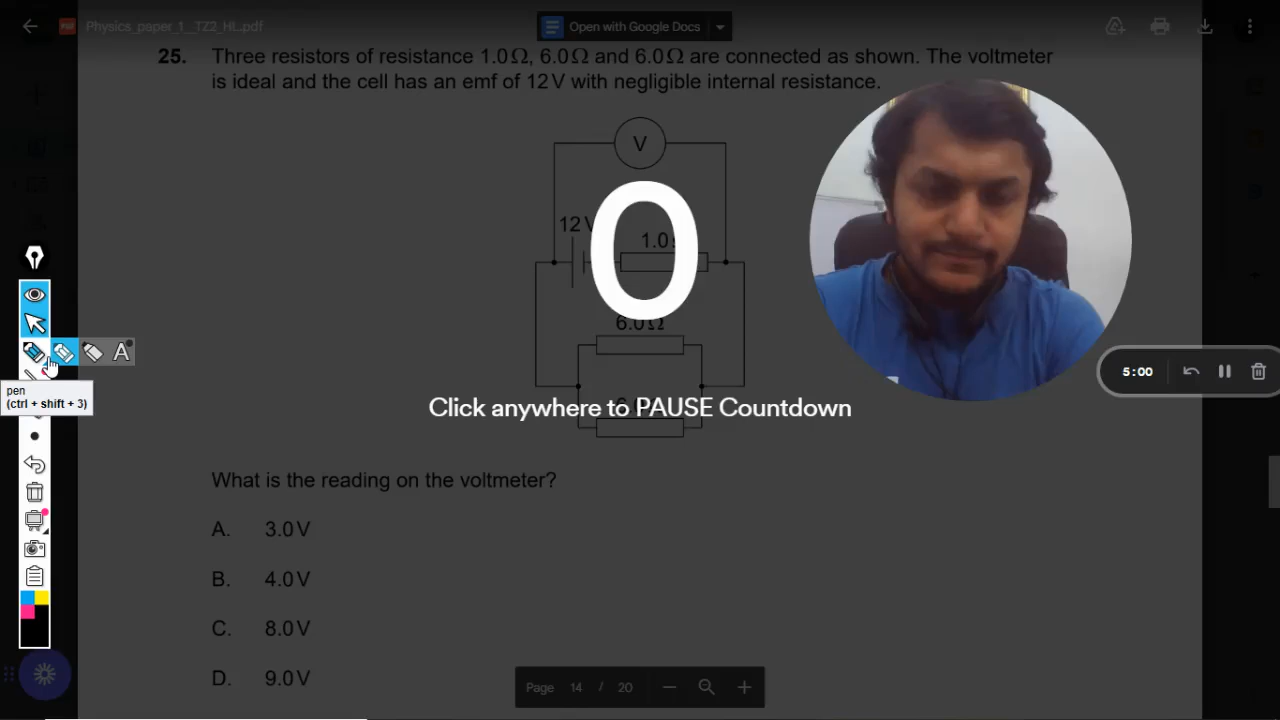 Physics_paper_1__TZ2_HL.pdf
Open with Google Docs
25. Three resistors of resistance 1.0 Ω, 6.0 Ω and 6.0 Ω are connected as shown. The voltmeter
is ideal and the cell has an emf of 12 V with negligible internal resistance.
V
12 V
1.0
0
6.0 Ω
5:00
A
pen
(ctrl + shift + 3)
Click anywhere to PAUSE Countdown
What is the reading on the voltmeter?
A. 3.0 V
B. 4.0 V
C. 8.0 V
D. 9.0 V
Page 14 / 20